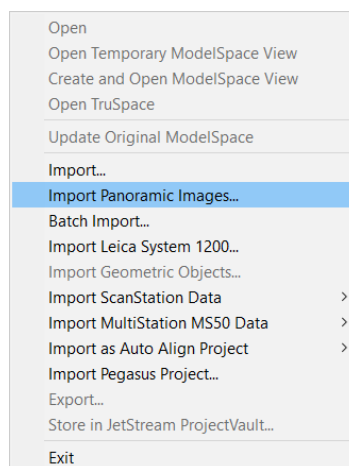 Open
Open Temporary ModelSpace View
Create and Open ModelSpace View
Open TruSpace
Update Original ModelSpace
Import...
Import Panoramic Images...
Batch Import...
Import Leica System 1200...
Import Geometric Objects...
Import ScanStation Data
Import MultiStation MS50 Data
Import as Auto Align Project
Import Pegasus Project...
Export...
Store in JetStream ProjectVault...
Exit